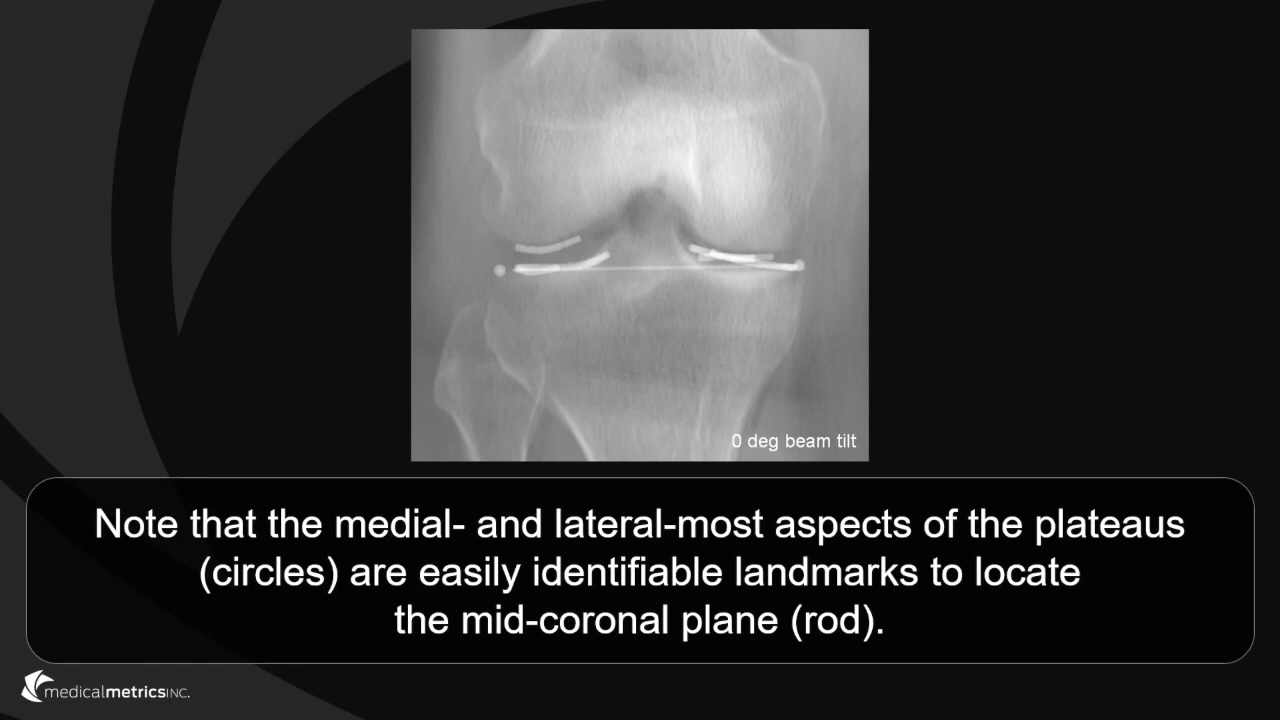 0 deg beam tilt
Note that the medial- and lateral-most aspects of the plateaus
(circles) are easily identifiable landmarks to locate
the mid-coronal plane (rod).
medicalmetricsINC.